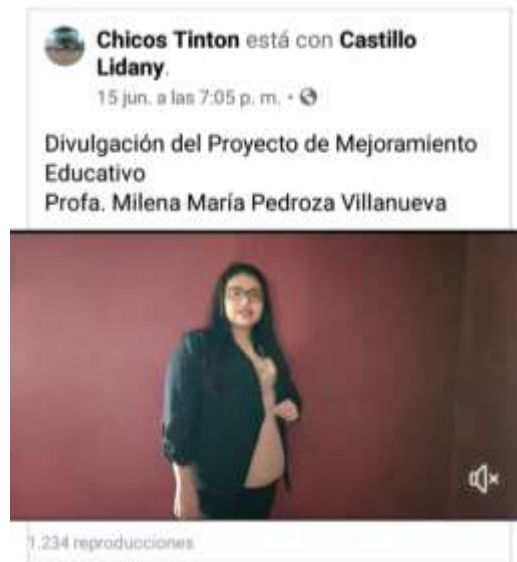 Chicos Tinton está con Castillo
Lidany.
15 jun. a las 7:05 p. m. •
Divulgación del Proyecto de Mejoramiento
Educativo
Profa. Milena María Pedroza Villanueva
1.234 reproducciones